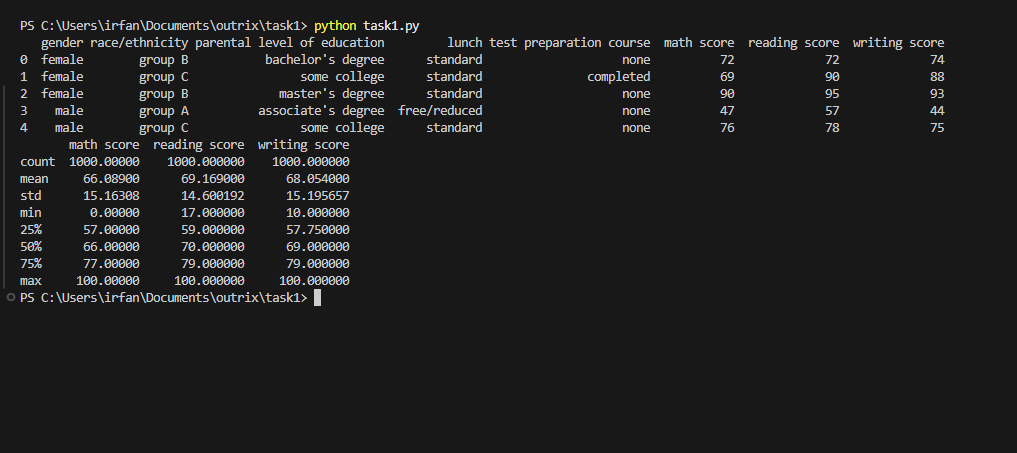 PS C:\Users\irfan\Documents\outrix\task1> python task1.py
gender race/ethnicity parental level of education lunch test preparation course math score reading score writing score
0 female group B bachelor's degree standard none 72 72 74
1 female group C some college standard completed 69 90 88
2 female group B master's degree standard none 90 95 93
3 male group A associate's degree free/reduced none 47 57 44
4 male group C some college standard none 76 78 75
math score reading score writing score
count 1000.00000 1000.000000 1000.000000
mean 66.08900 69.169000 68.054000
std 15.16308 14.600192 15.195657
min 0.00000 17.000000 10.000000
25% 57.00000 59.000000 57.750000
50% 66.00000 70.000000 69.000000
75% 77.00000 79.000000 79.000000
max 100.00000 100.000000 100.000000
PS C:\Users\irfan\Documents\outrix\task1>